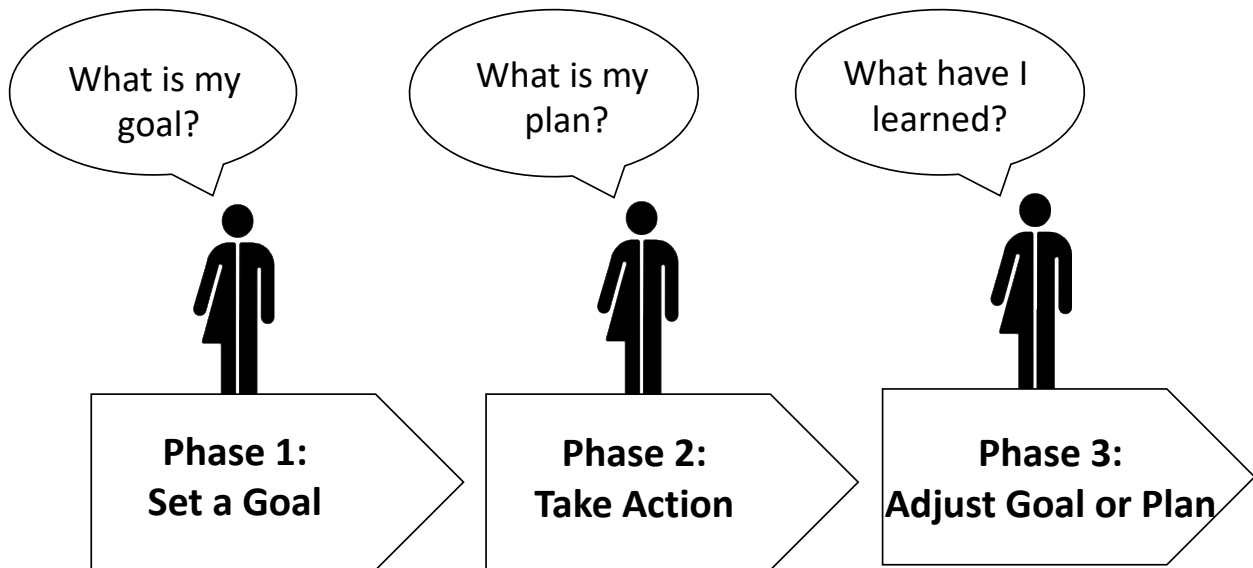 What is my
goal?
What is my
plan?
What have I
learned?
Phase 1:
Set a Goal
Phase 2:
Take Action
Phase 3:
Adjust Goal or Plan